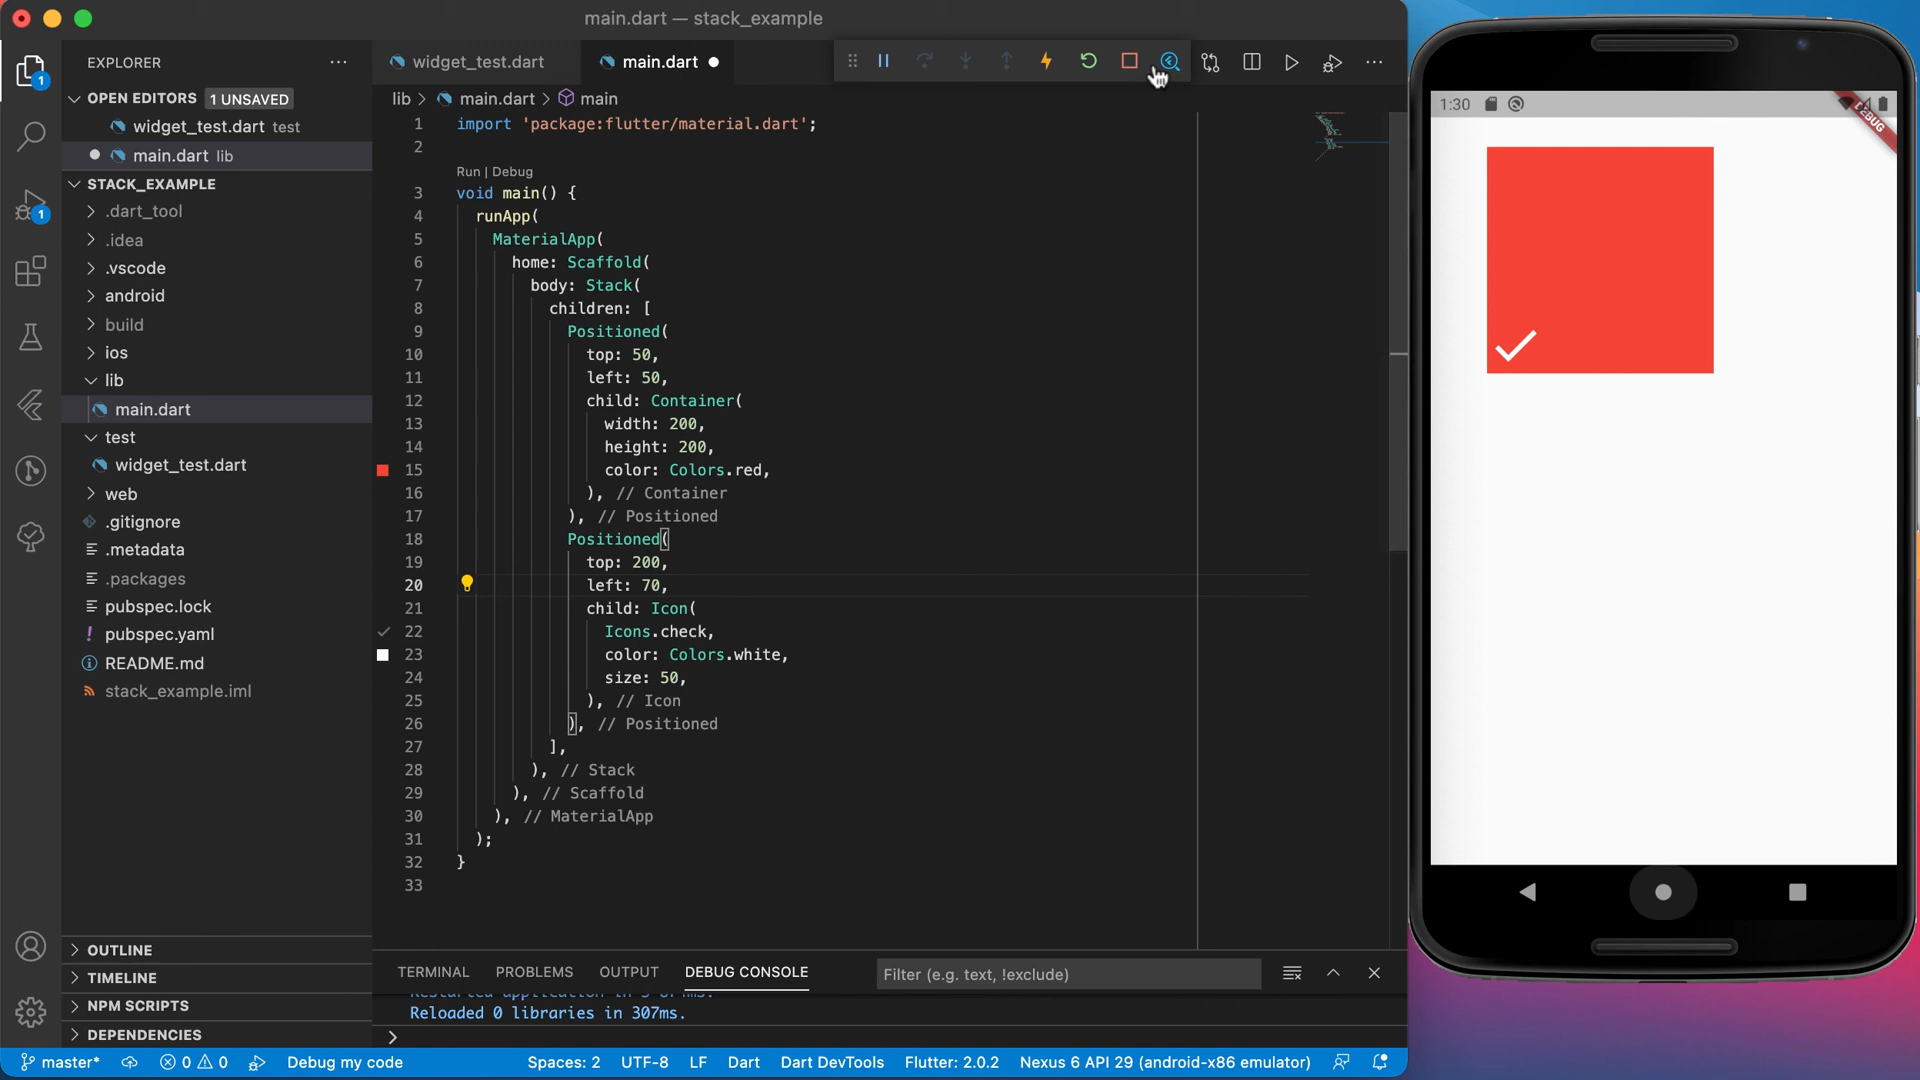 main.dart — stack_example
EXPLORER
OPEN EDITORS 1 UNSAVED
widget_test.dart test
main.dart lib
STACK_EXAMPLE
.dart_tool
.idea
.vscode
android
build
ios
lib
main.dart
test
widget_test.dart
web
.gitignore
.metadata
.packages
pubspec.lock
pubspec.yaml
README.md
stack_example.iml
OUTLINE
TIMELINE
NPM SCRIPTS
DEPENDENCIES
1
1
widget_test.dart
main.dart
lib > main.dart > main
1 import 'package:flutter/material.dart';
2
Run | Debug
3 void main() {
4 runApp(
5 MaterialApp(
6 home: Scaffold(
7 body: Stack(
8 children: [
9 Positioned(
10 top: 50,
11 left: 50,
12 child: Container(
13 width: 200,
14 height: 200,
15 color: Colors.red,
16 ), // Container
17 ), // Positioned
18 Positioned(
19 top: 200,
20 left: 70,
21 child: Icon(
22 Icons.check,
23 color: Colors.white,
24 size: 50,
25 ), // Icon
26 ), // Positioned
27 ],
28 ), // Stack
29 ), // Scaffold
30 ), // MaterialApp
31 );
32 }
33
TERMINAL PROBLEMS OUTPUT DEBUG CONSOLE
Filter (e.g. text, !exclude)
Restarted application in
Reloaded 0 libraries in 307ms.
master* 0 0 Debug my code Spaces: 2 UTF-8 LF Dart Dart DevTools Flutter: 2.0.2 Nexus 6 API 29 (android-x86 emulator)
1:30
DEBUG